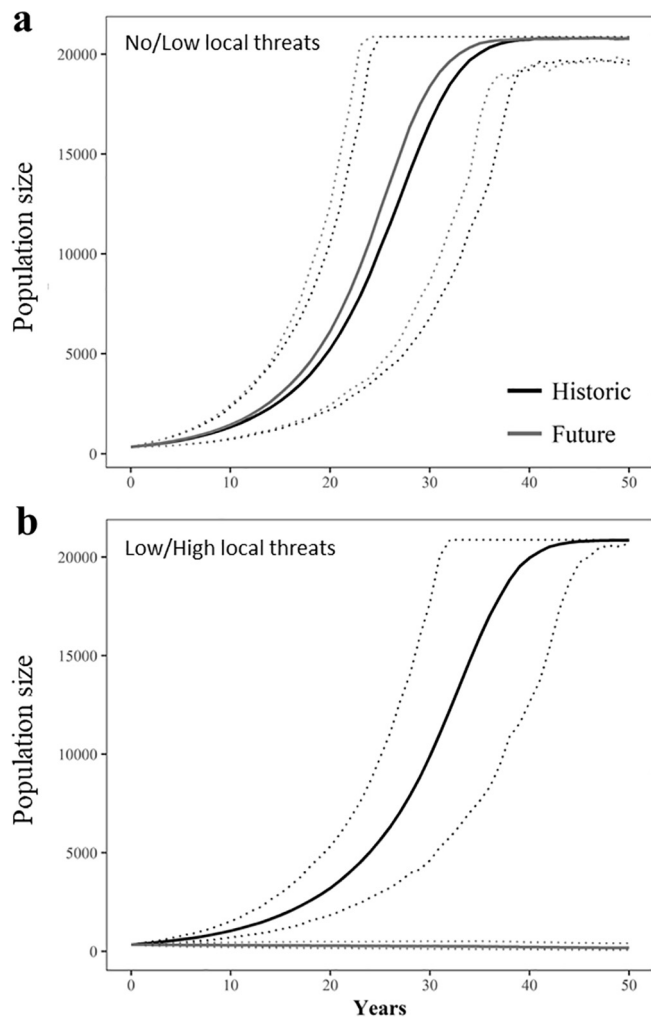 a
No/Low local threats
20000
15000
10000
5000
0
Population size
Historic
Future
0 10 20 30 40 50
b
Low/High local threats
20000
15000
10000
5000
0
Population size
0 10 20 30 40 50
Years